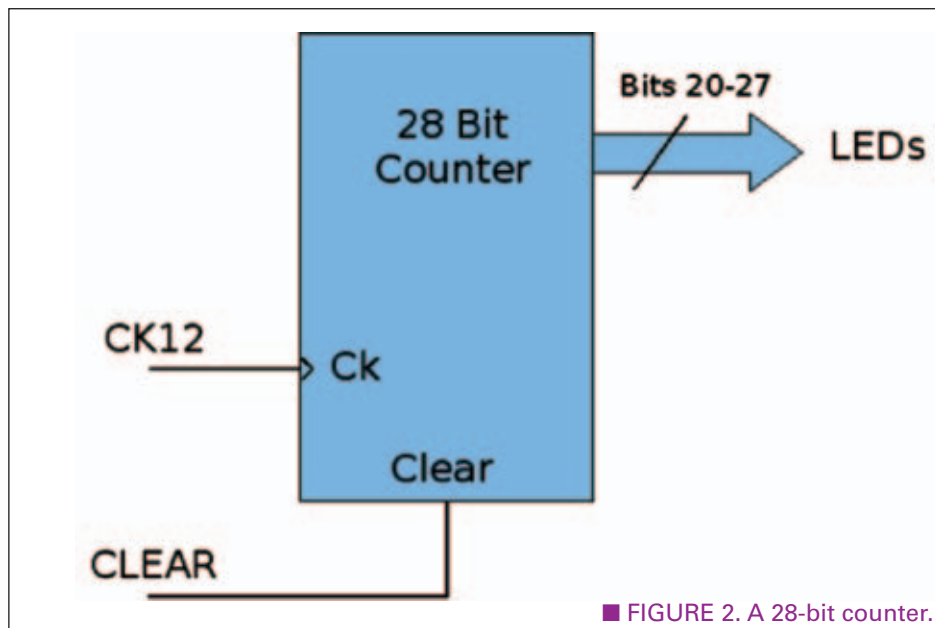 28 Bit
Counter
Bits 20-27
LEDs
CK12
Ck
Clear
CLEAR
■ FIGURE 2. A 28-bit counter.